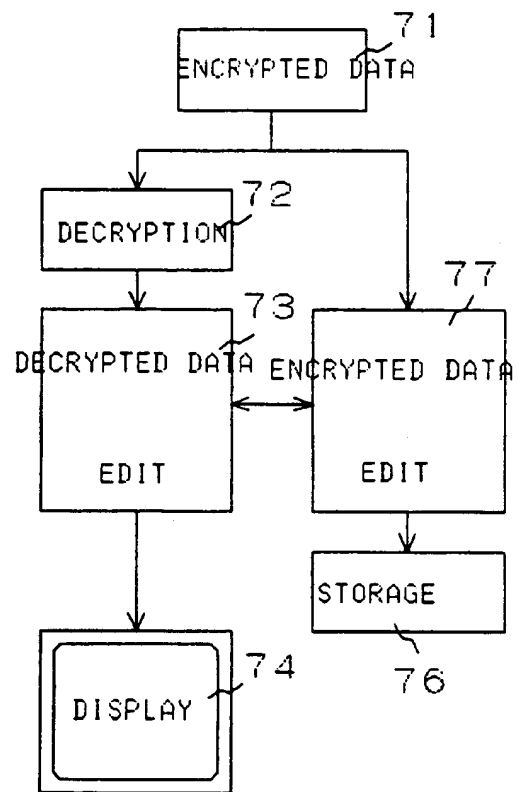 71
ENCRYPTED DATA
72
DECRYPTION
73
DECRYPTED DATA
EDIT
77
ENCRYPTED DATA
EDIT
STORAGE
76
74
DISPLAY